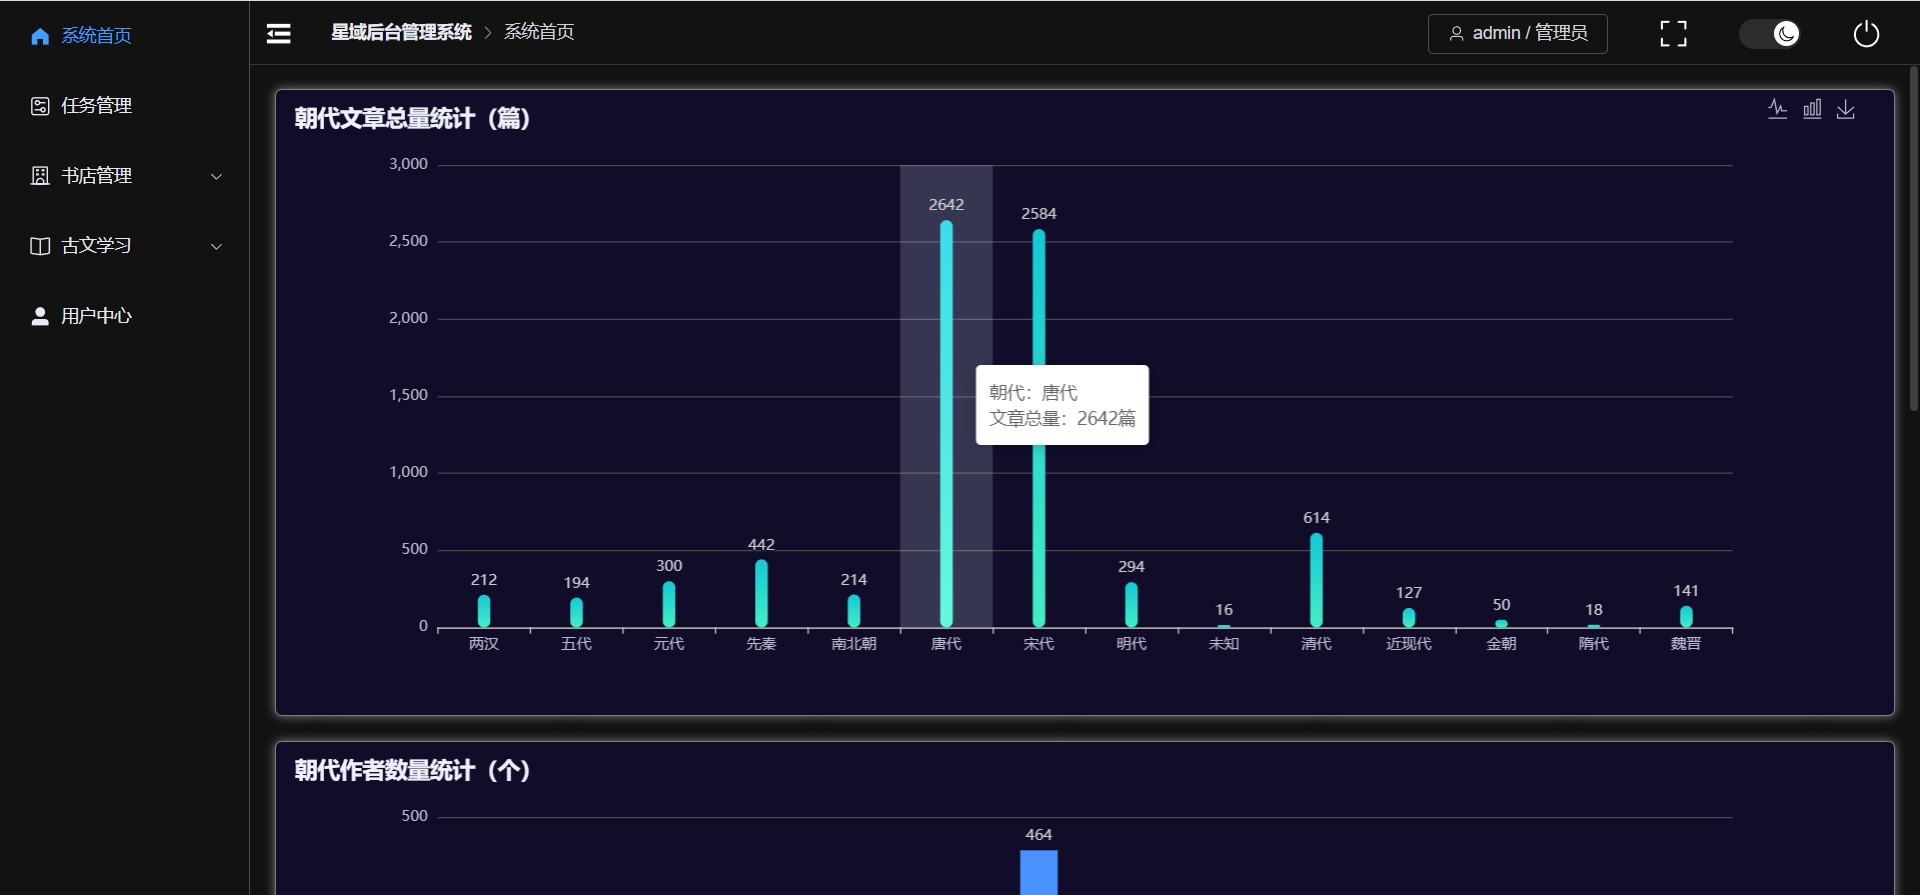 系统首页
任务管理
书店管理
古文学习
用户中心
星域后台管理系统 > 系统首页
admin / 管理员
朝代文章总量统计（篇）
3,000
2,500
2,000
1,500
1,000
500
0
212
194
300
442
214
2642
2584
294
16
614
127
50
18
141
朝代：唐代
文章总量：2642篇
两汉
五代
元代
先秦
南北朝
唐代
宋代
明代
未知
清代
近现代
金朝
隋代
魏晋
朝代作者数量统计（个）
500
464